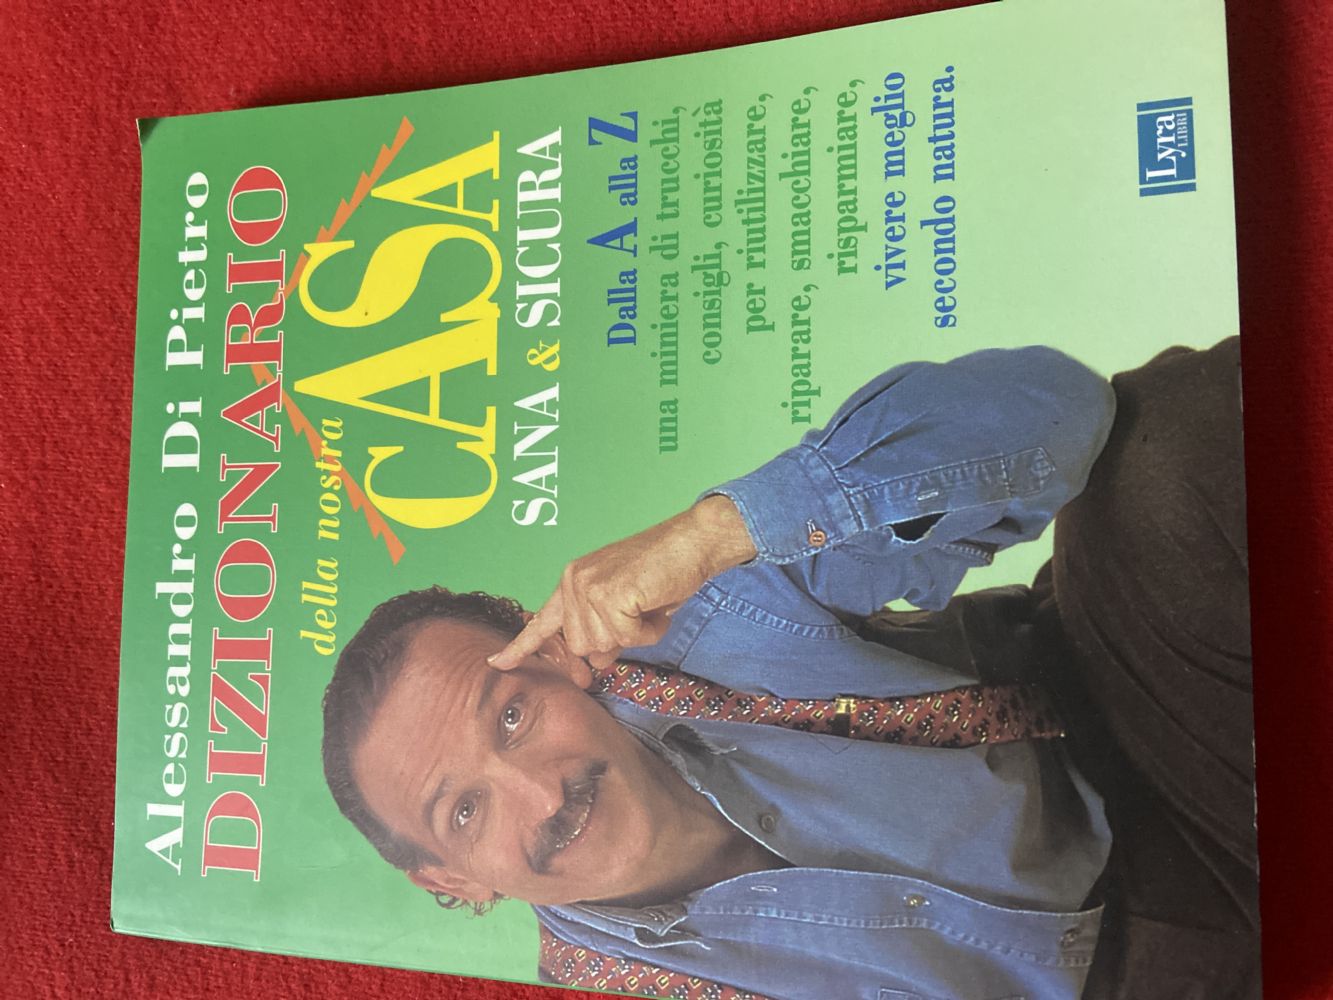 Alessandro Di Pietro
DIZIONARIO
della nostra
CASA
SANA & SICURA
Dalla A alla Z
una miniera di trucchi,
consigli, curiosità
per riutilizzare,
riparare, smacchiare,
risparmiare,
vivere meglio
secondo natura.
Lyra
LIBRI